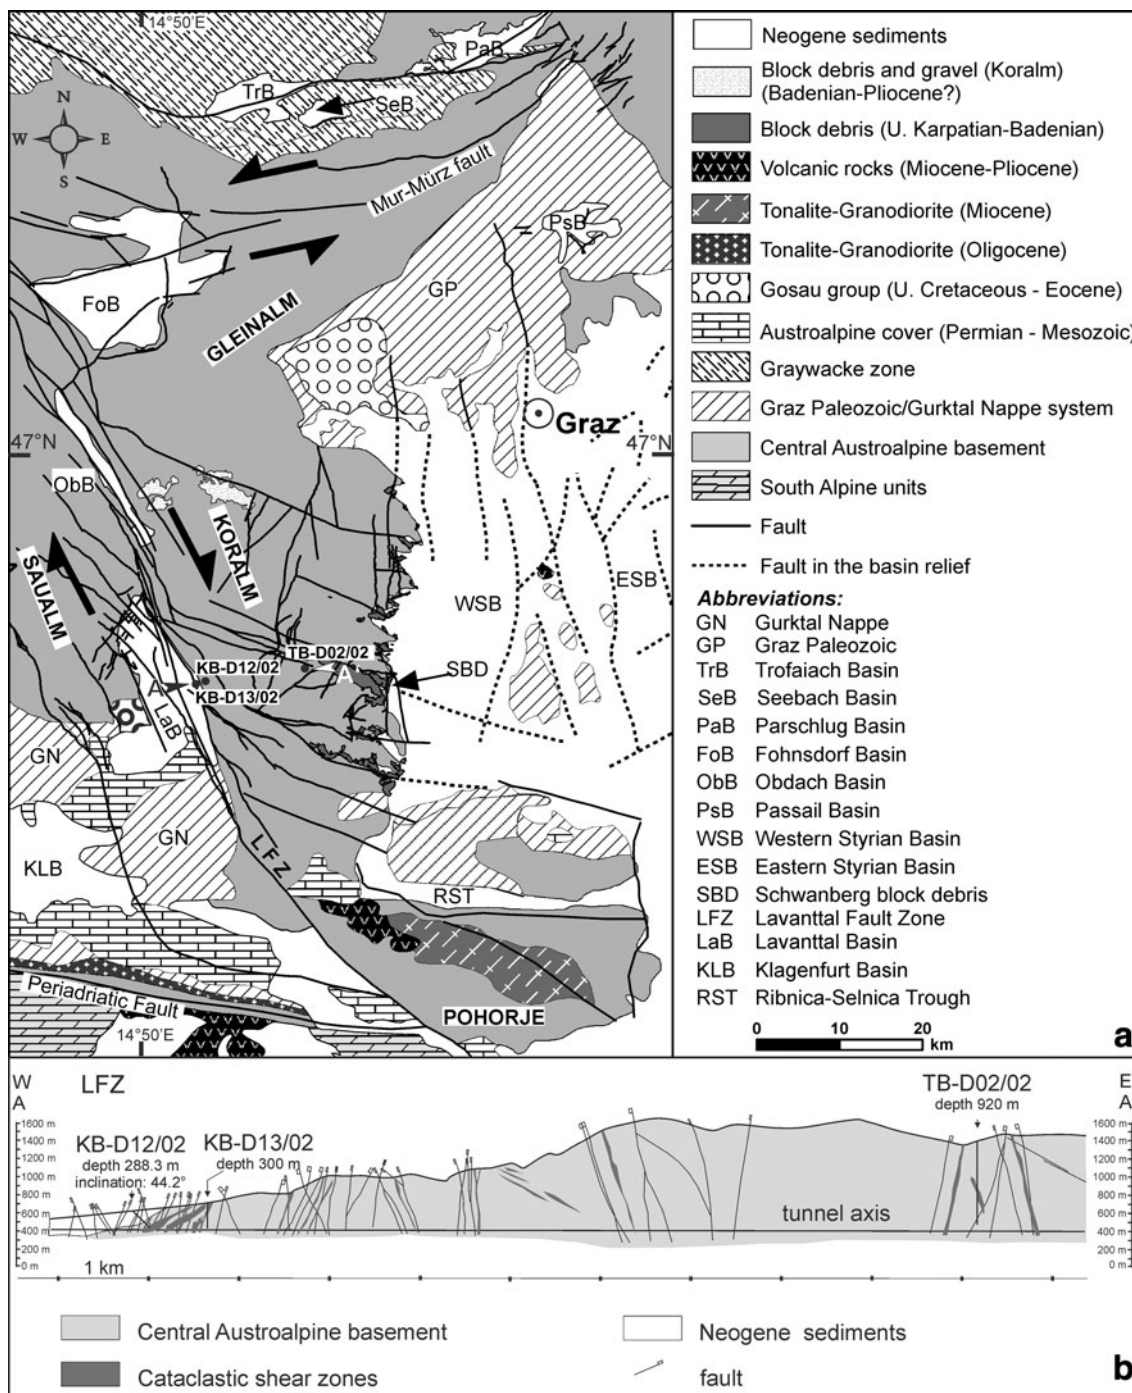 14°50'E
PaB
TrB
SeB
N
W
E
S
Mur-Mürz fault
PsB
FoB
GP
GLEINALM
Graz
47°N
47°N
ObB
KORALM
SAUALM
WSB
ESB
TB-D02/02
KB-D12/02
SBD
A
A
KB-D13/02
LaB
GN
GN
KLB
LFZ
RST
Periadriatic Fault
14°50'E
POHORJE
Neogene sediments
Block debris and gravel (Koralm)
(Badenian-Pliocene?)
Block debris (U. Karpatian-Badenian)
Volcanic rocks (Miocene-Pliocene)
Tonalite-Granodiorite (Miocene)
Tonalite-Granodiorite (Oligocene)
Gosau group (U. Cretaceous - Eocene)
Austroalpine cover (Permian - Mesozoic)
Graywacke zone
Graz Paleozoic/Gurktal Nappe system
Central Austroalpine basement
South Alpine units
Fault
Fault in the basin relief
Abbreviations:
GN Gurktal Nappe
GP Graz Paleozoic
TrB Trofaiach Basin
SeB Seebach Basin
PaB Parschlug Basin
FoB Fohnsdorf Basin
ObB Obdach Basin
PsB Passail Basin
WSB Western Styrian Basin
ESB Eastern Styrian Basin
SBD Schwanberg block debris
LFZ Lavanttal Fault Zone
LaB Lavanttal Basin
KLB Klagenfurt Basin
RST Ribnica-Selnica Trough
0 10 20
km
a
W
A
LFZ
TB-D02/02
depth 920 m
E
A
KB-D12/02
depth 288.3 m
inclination: 44.2°
KB-D13/02
depth 300 m
1600 m
1400 m
1200 m
1000 m
800 m
600 m
400 m
200 m
0 m
1600 m
1400 m
1200 m
1000 m
800 m
600 m
400 m
200 m
0 m
tunnel axis
1 km
Central Austroalpine basement
Neogene sediments
Cataclastic shear zones
fault
b